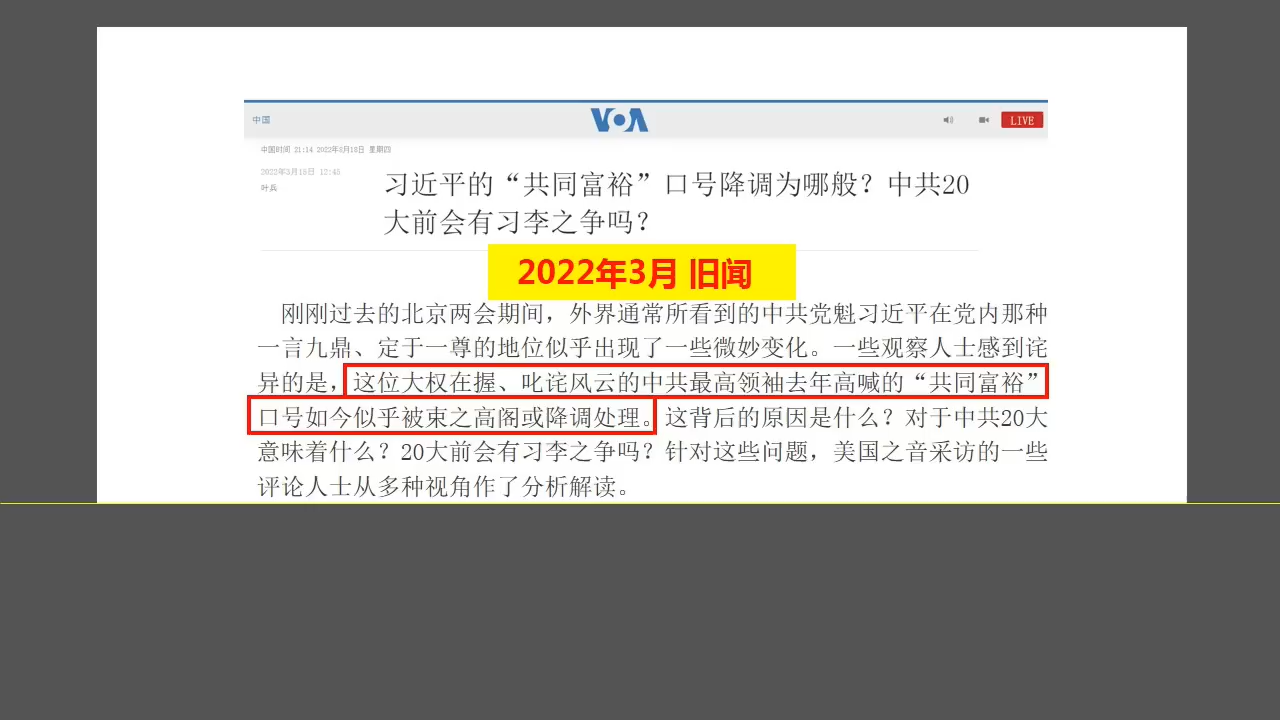 中国
VOA
LIVE
中国时间 21:14 2022年8月18日 星期四
2022年3月15日 12:43
叶兵
习近平的“共同富裕”口号降调为哪般？中共20
大前会有习李之争吗？
2022年3月 旧闻
刚刚过去的北京两会期间，外界通常所看到的中共党魁习近平在党内那种
一言九鼎、定于一尊的地位似乎出现了一些微妙变化。一些观察人士感到诧
异的是，这位大权在握、叱诧风云的中共最高领袖去年高喊的“共同富裕”
口号如今似乎被束之高阁或降调处理。这背后的原因是什么？对于中共20大
意味着什么？20大前会有习李之争吗？针对这些问题，美国之音采访的一些
评论人士从多种视角作了分析解读。